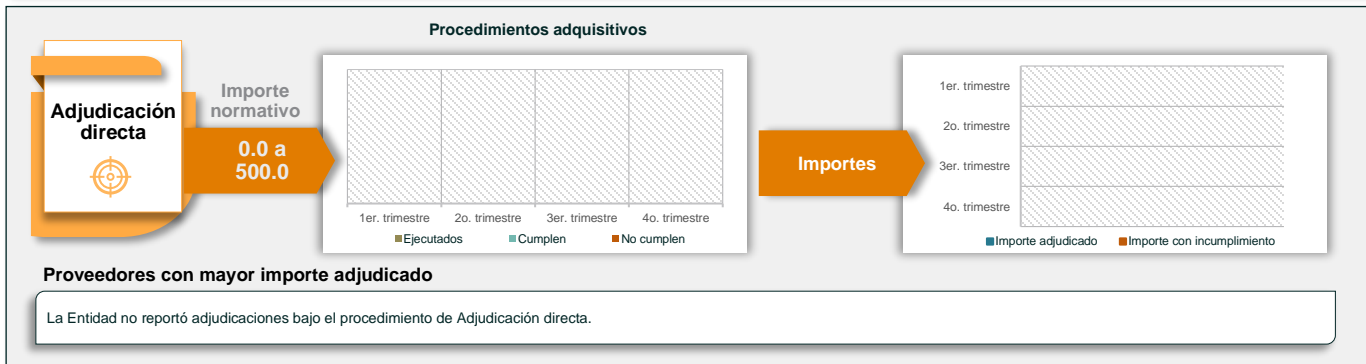 Procedimientos adquisitivos
Adjudicación
directa
Importe
normativo
0.0 a
500.0
1er. trimestre 2o. trimestre 3er. trimestre 4o. trimestre
Ejecutados Cumplen No cumplen
Importes
1er. trimestre
2o. trimestre
3er. trimestre
4o. trimestre
Importe adjudicado Importe con incumplimiento
Proveedores con mayor importe adjudicado
La Entidad no reportó adjudicaciones bajo el procedimiento de Adjudicación directa.